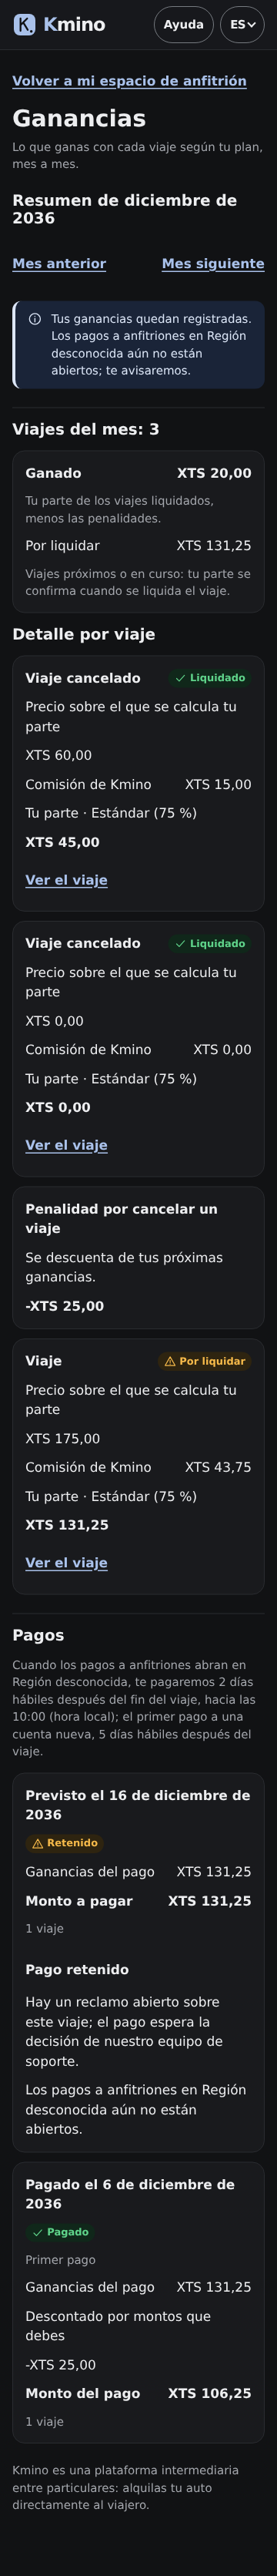 Kmino
Ayuda
ES
Volver a mi espacio de anfitrión
Ganancias
Lo que ganas con cada viaje según tu plan,
mes a mes.
Resumen de diciembre de
2036
Mes anterior
Mes siguiente
Tus ganancias quedan registradas.
Los pagos a anfitriones en Región
desconocida aún no están
abiertos; te avisaremos.
Viajes del mes: 3
Ganado XTS 20,00
Tu parte de los viajes liquidados,
menos las penalidades.
Por liquidar XTS 131,25
Viajes próximos o en curso: tu parte se
confirma cuando se liquida el viaje.
Detalle por viaje
Viaje cancelado Liquidado
Precio sobre el que se calcula tu
parte
XTS 60,00
Comisión de Kmino XTS 15,00
Tu parte · Estándar (75 %)
XTS 45,00
Ver el viaje
Viaje cancelado Liquidado
Precio sobre el que se calcula tu
parte
XTS 0,00
Comisión de Kmino XTS 0,00
Tu parte · Estándar (75 %)
XTS 0,00
Ver el viaje
Penalidad por cancelar un
viaje
Se descuenta de tus próximas
ganancias.
-XTS 25,00
Viaje Por liquidar
Precio sobre el que se calcula tu
parte
XTS 175,00
Comisión de Kmino XTS 43,75
Tu parte · Estándar (75 %)
XTS 131,25
Ver el viaje
Pagos
Cuando los pagos a anfitriones abran en
Región desconocida, te pagaremos 2 días
hábiles después del fin del viaje, hacia las
10:00 (hora local); el primer pago a una
cuenta nueva, 5 días hábiles después del
viaje.
Previsto el 16 de diciembre de
2036
Retenido
Ganancias del pago XTS 131,25
Monto a pagar XTS 131,25
1 viaje
Pago retenido
Hay un reclamo abierto sobre
este viaje; el pago espera la
decisión de nuestro equipo de
soporte.
Los pagos a anfitriones en Región
desconocida aún no están
abiertos.
Pagado el 6 de diciembre de
2036
Pagado
Primer pago
Ganancias del pago XTS 131,25
Descontado por montos que
debes
-XTS 25,00
Monto del pago XTS 106,25
1 viaje
Kmino es una plataforma intermediaria
entre particulares: alquilas tu auto
directamente al viajero.